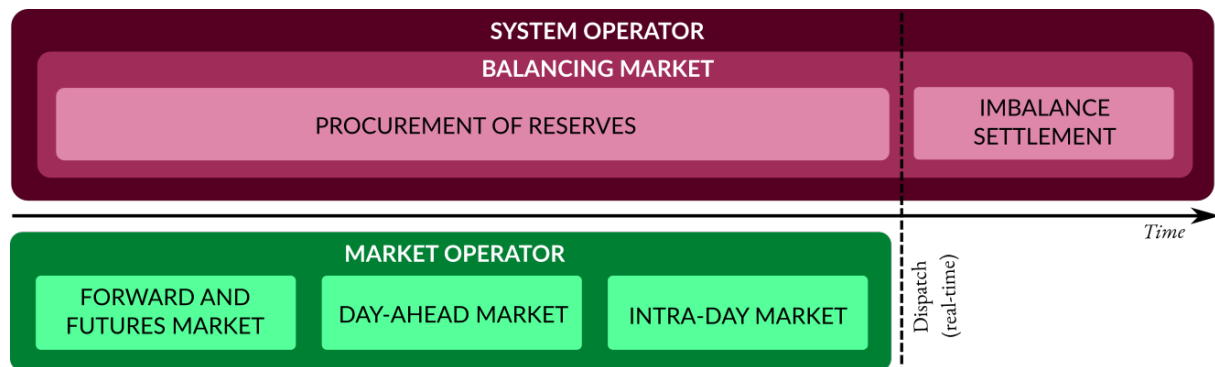 SYSTEM OPERATOR
BALANCING MARKET
PROCUREMENT OF RESERVES
IMBALANCE
SETTLEMENT
Time
MARKET OPERATOR
FORWARD AND
FUTURES MARKET
DAY-AHEAD MARKET
INTRA-DAY MARKET
Dispatch
(real-time)